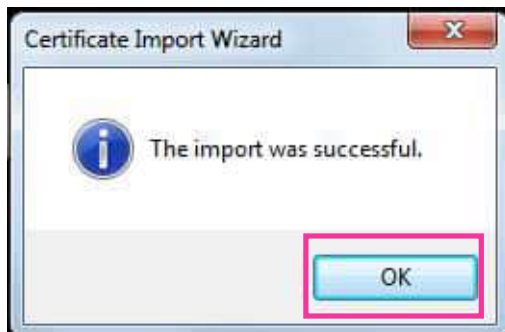 Certificate Import Wizard
The import was successful.
OK